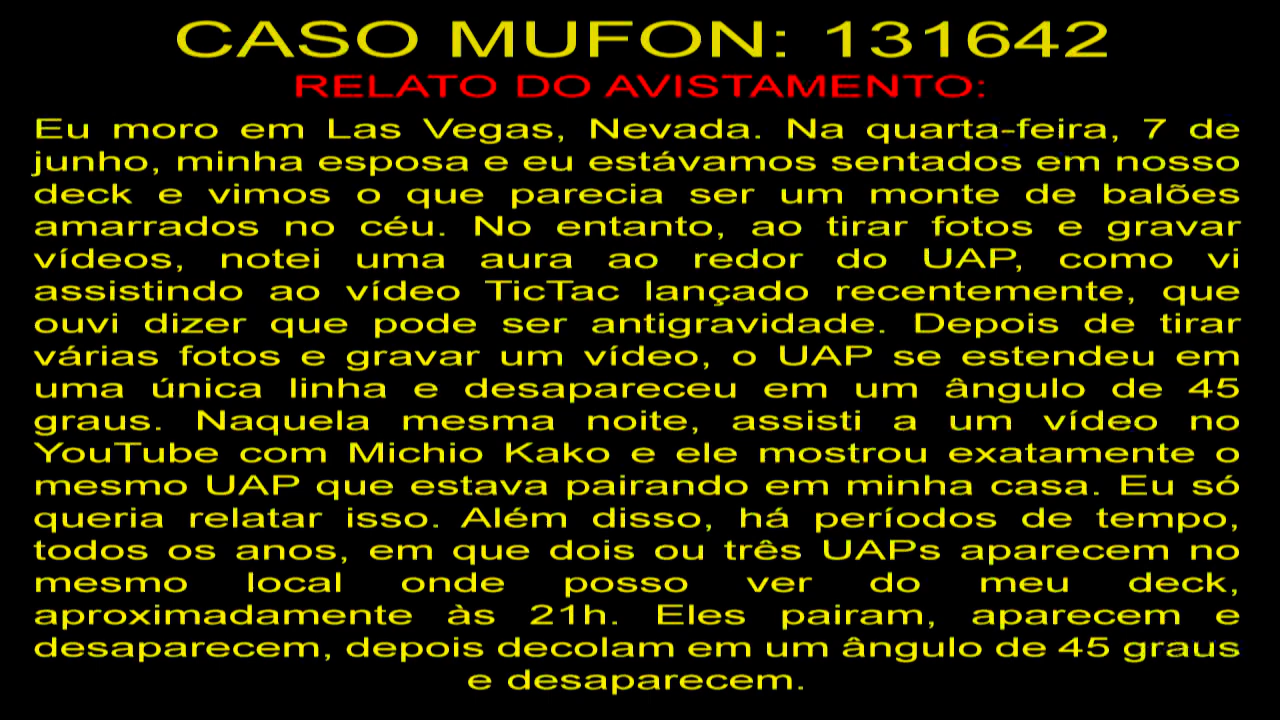 CASO MUFON: 131642
RELATO DO AVISTAMENTO:
Eu moro em Las Vegas, Nevada. Na quarta-feira, 7 de
junho, minha esposa e eu estávamos sentados em nosso
deck e vimos o que parecia ser um monte de balões
amarrados no céu. No entanto, ao tirar fotos e gravar
vídeos, notei uma aura ao redor do UAP, como vi
assistindo ao vídeo TicTac lançado recentemente, que
ouvi dizer que pode ser antigravidade. Depois de tirar
várias fotos e gravar um vídeo, o UAP se estendeu em
uma única linha e desapareceu em um ângulo de 45
graus. Naquela mesma noite, assisti a um vídeo no
YouTube com Michio Kako e ele mostrou exatamente o
mesmo UAP que estava pairando em minha casa. Eu só
queria relatar isso. Além disso, há períodos de tempo,
todos os anos, em que dois ou três UAPs aparecem no
mesmo local onde posso ver do meu deck,
aproximadamente às 21h. Eles pairam, aparecem e
desaparecem, depois decolam em um ângulo de 45 graus
e desaparecem.